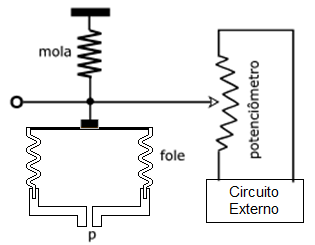 mola
potenciômetro
fole
Circuito
Externo
p